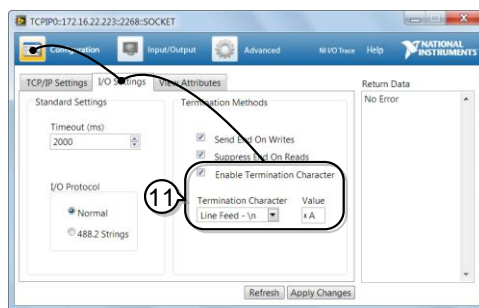 TCPIP0::172.16.22.223::2268::SOCKET
Configuration Input/Output Advanced NI I/O Trace Help NATIONAL INSTRUMENTS
TCP/IP Settings I/O Settings View Attributes
Return Data
Standard Settings
Termination Methods
No Error
Timeout (ms)
2000
Send End On Writes
Suppress End On Reads
Enable Termination Character
I/O Protocol
11
Termination Character Value
Line Feed - \n xA
Normal
488.2 Strings
Refresh Apply Changes